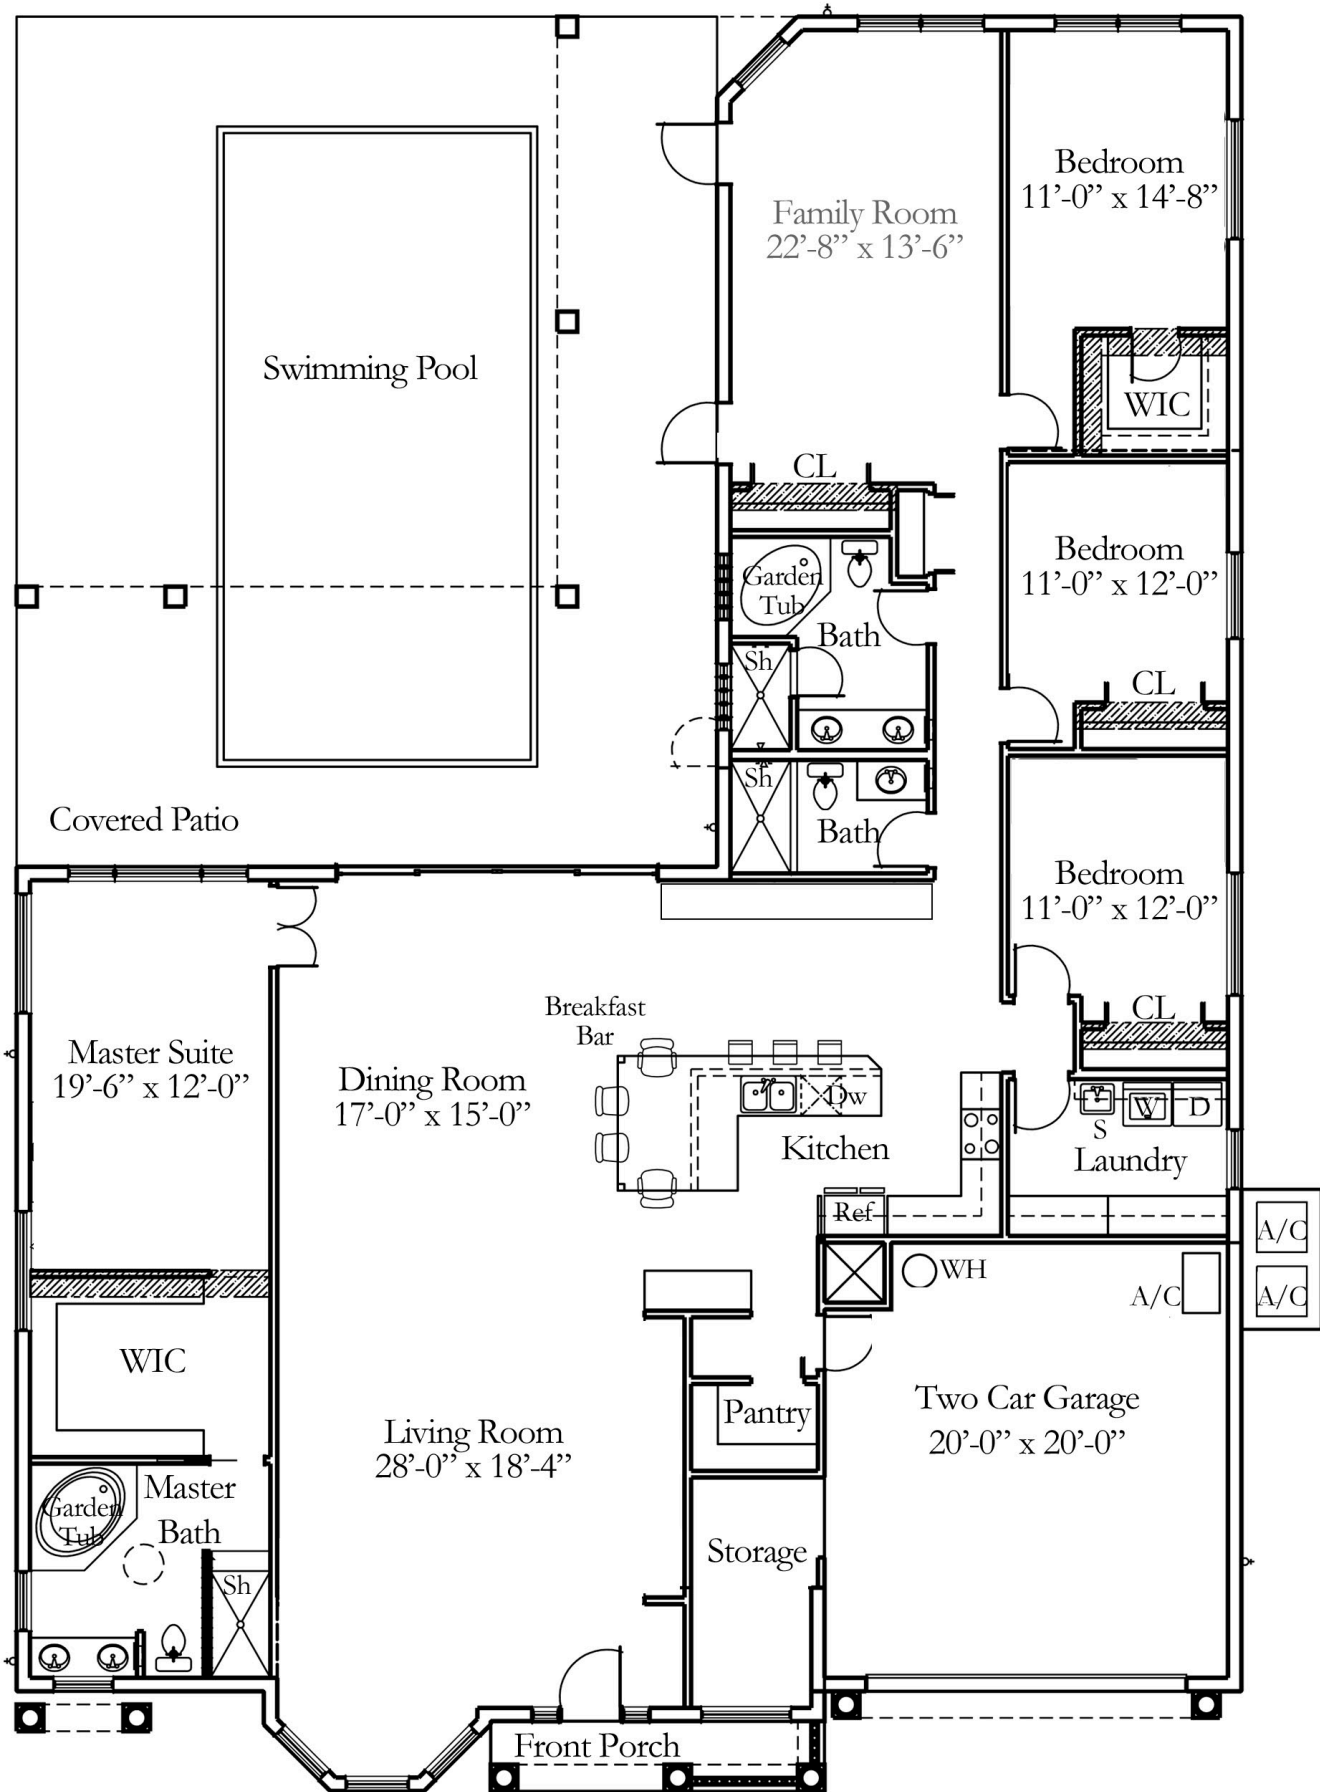 Bedroom
11’-0” x 14’-8”
Family Room
22’-8” x 13’-6”
Swimming Pool
WIC
CL
Bedroom
11’-0” x 12’-0”
Garden
Tub
Bath
Sh
CL
Sh
Bath
Covered Patio
Bedroom
11’-0” x 12’-0”
Breakfast
Bar
CL
Master Suite
19’-6” x 12’-0”
Dining Room
17’-0” x 15’-0”
Dw
Kitchen
W
D
S
Laundry
Ref
A/C
WH
A/C
A/C
WIC
Pantry
Two Car Garage
20’-0” x 20’-0”
Living Room
28’-0” x 18’-4”
Master
Bath
Garden
Tub
Storage
Sh
Front Porch